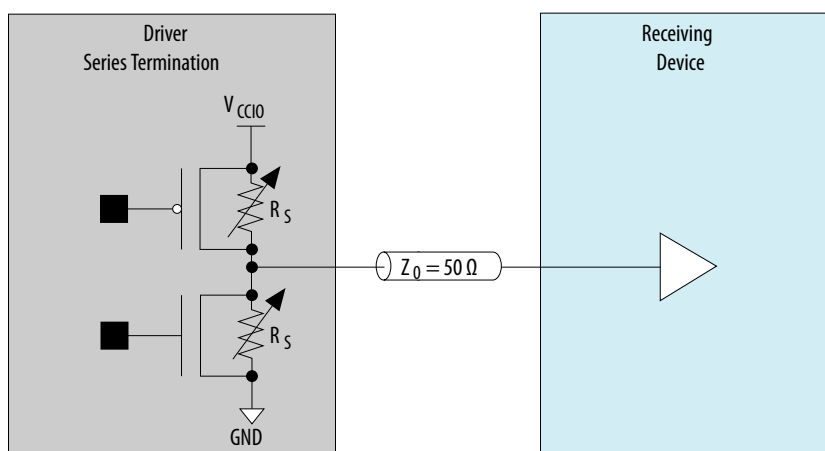 Driver
Series Termination
Receiving
Device
V CCIO
R S
Z 0 = 50 Ω
R S
GND